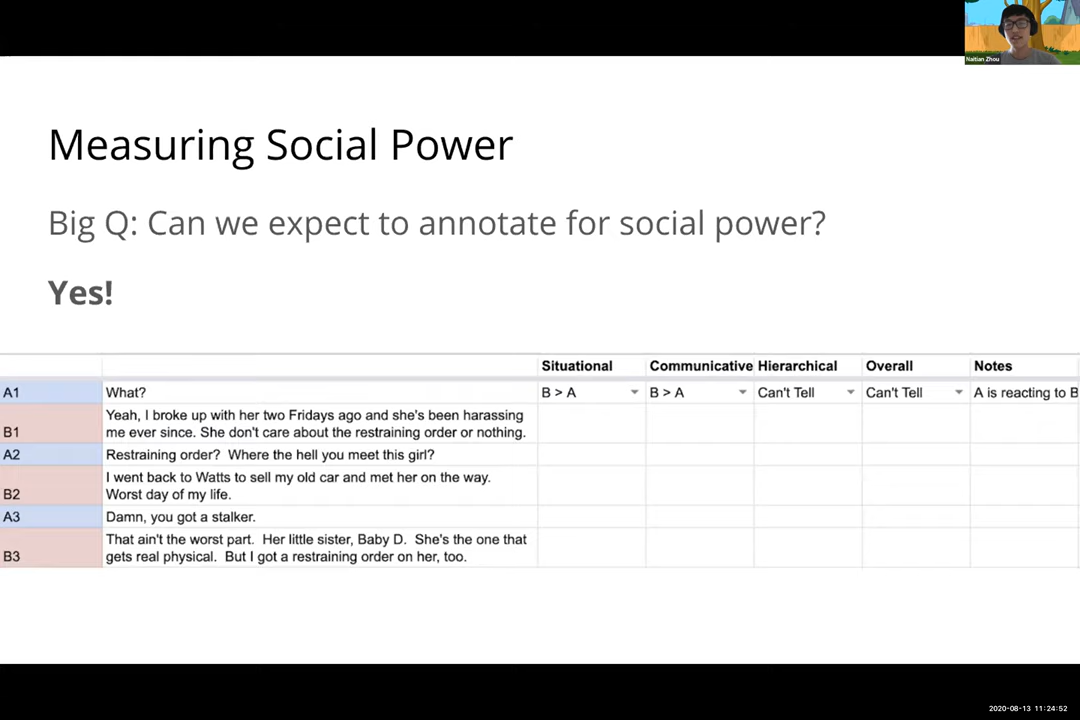 Naitian Zhou
Measuring Social Power
Big Q: Can we expect to annotate for social power?
Yes!
Situational Communicative Hierarchical Overall Notes
A1 What? B > A B > A Can't Tell Can't Tell A is reacting to B
Yeah, I broke up with her two Fridays ago and she's been harassing
B1 me ever since. She don't care about the restraining order or nothing.
A2 Restraining order? Where the hell you meet this girl?
I went back to Watts to sell my old car and met her on the way.
B2 Worst day of my life.
A3 Damn, you got a stalker.
That ain't the worst part. Her little sister, Baby D. She's the one that
B3 gets real physical. But I got a restraining order on her, too.
2020-08-13 11:24:52